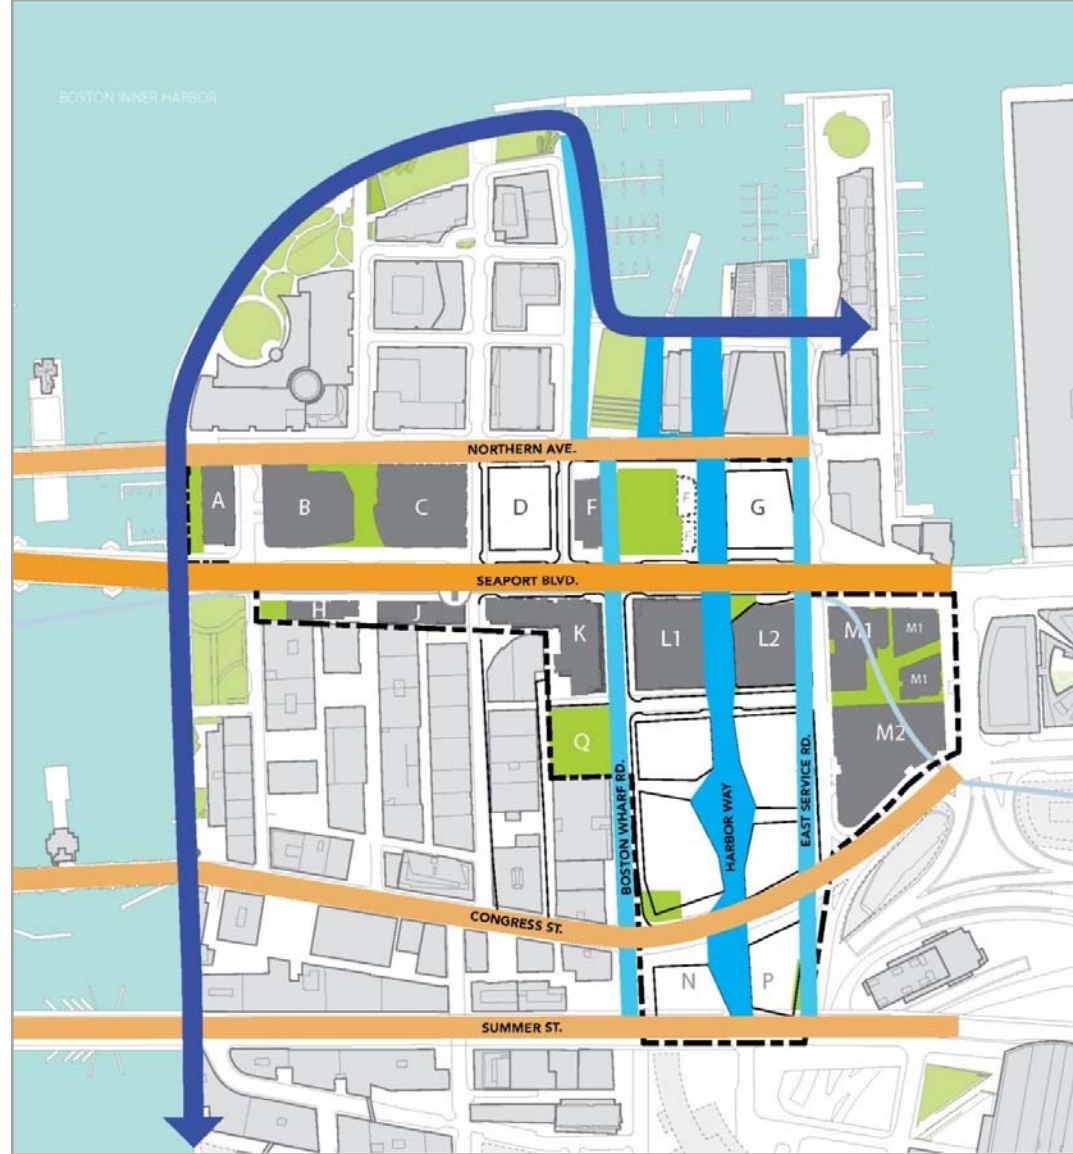 BOSTON INNER HARBOR
NORTHERN AVE.
A
B
C
D
F
F
F
G
SEAPORT BLVD.
H
J
K
L1
L2
M1
M1
M1
M2
Q
BOSTON WHARF RD.
HARBOR WAY
EAST SERVICE RD.
CONGRESS ST.
N
P
SUMMER ST.